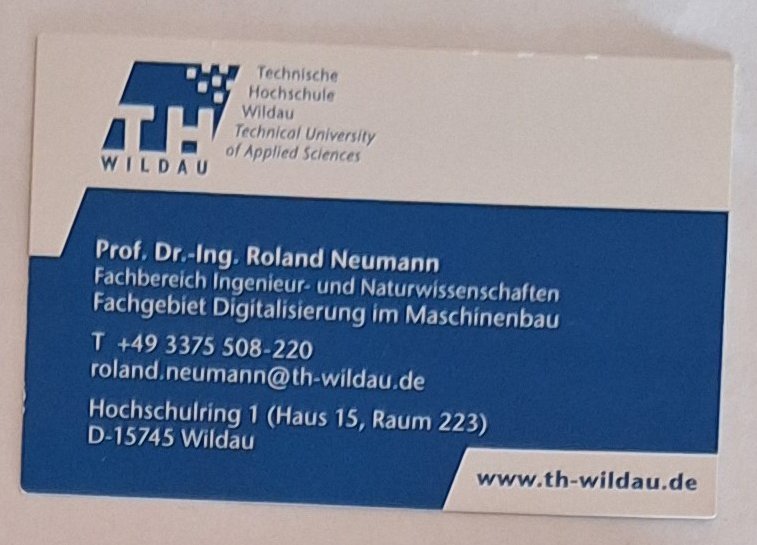 TH
WILDAU
Technische
Hochschule
Wildau
Technical University
of Applied Sciences
Prof. Dr.-Ing. Roland Neumann
Fachbereich Ingenieur- und Naturwissenschaften
Fachgebiet Digitalisierung im Maschinenbau
T +49 3375 508-220
roland.neumann@th-wildau.de
Hochschulring 1 (Haus 15, Raum 223)
D-15745 Wildau
www.th-wildau.de